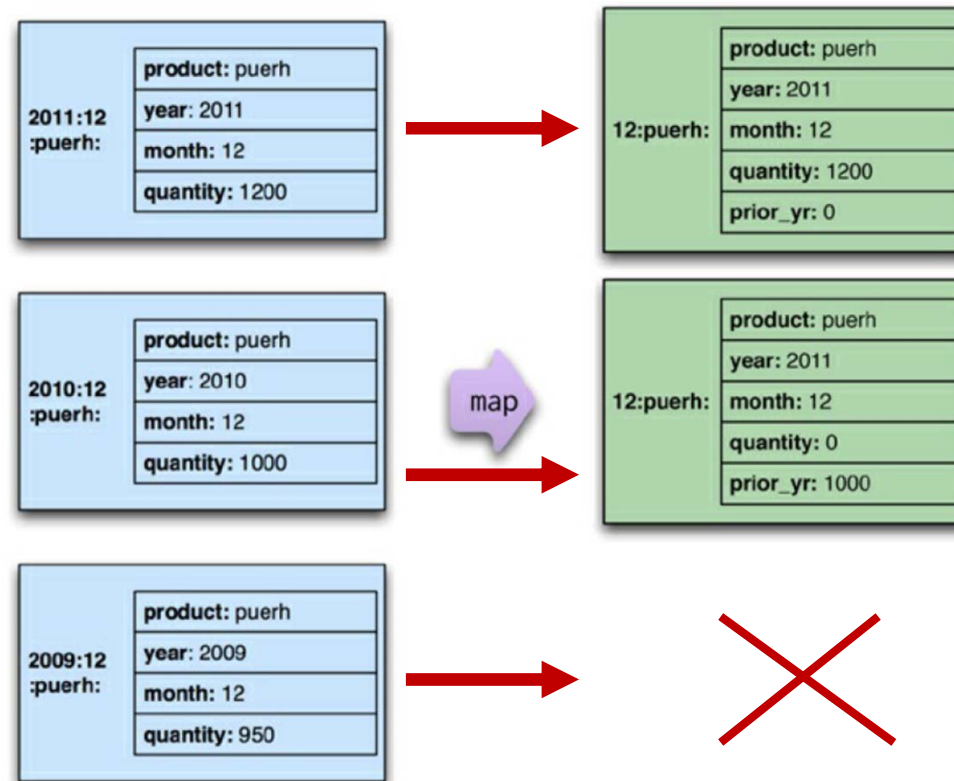 2011:12
:puerh:
product: puerh
year: 2011
month: 12
quantity: 1200
12:puerh:
product: puerh
year: 2011
month: 12
quantity: 1200
prior_yr: 0
2010:12
:puerh:
product: puerh
year: 2010
month: 12
quantity: 1000
map
12:puerh:
product: puerh
year: 2011
month: 12
quantity: 0
prior_yr: 1000
2009:12
:puerh:
product: puerh
year: 2009
month: 12
quantity: 950